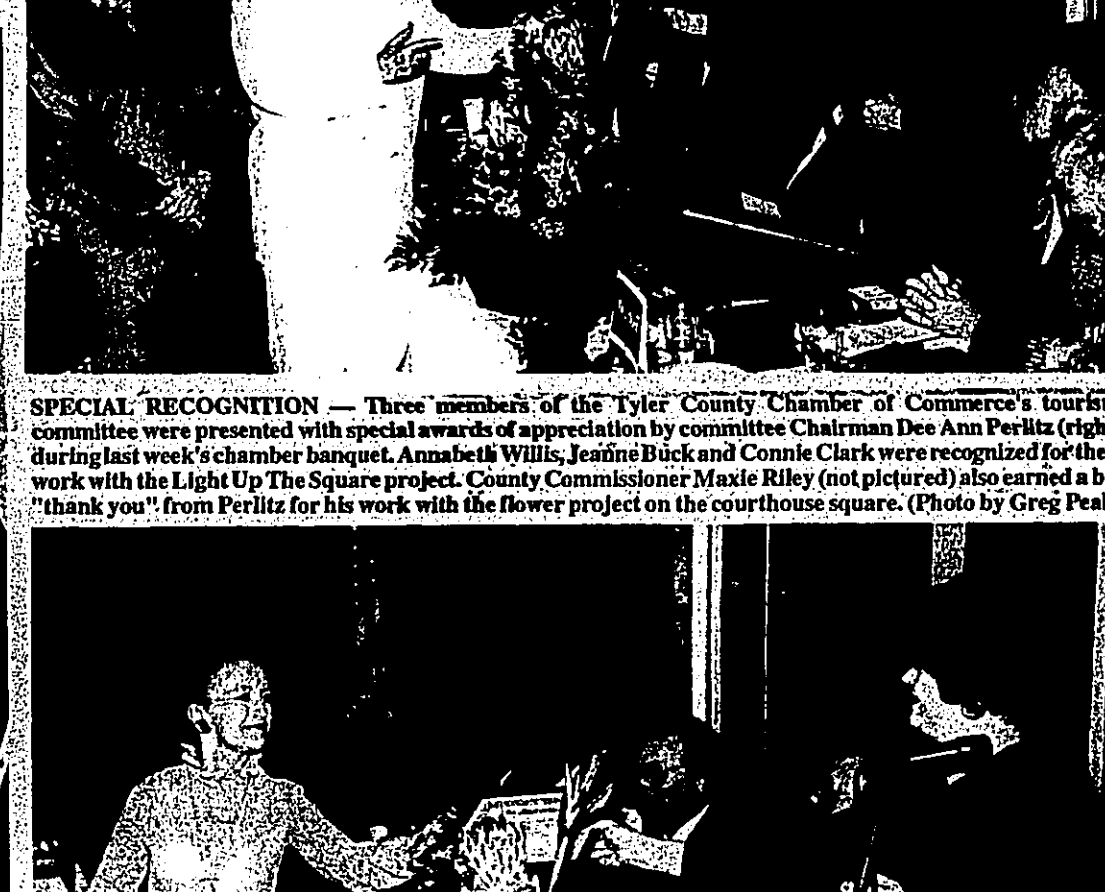 SPECIAL RECOGNITION — Three members of the Tyler County Chamber of Commerce's touris
committee were presented with special awards of appreciation by committee Chairman Dee Ann Perlitz (righ
during last week's chamber banquet. Annabeth Willis, Jeanne Buck and Connie Clark were recognized for the
work with the Light Up The Square project. County Commissioner Maxie Riley (not pictured) also earned a b
"thank you" from Perlitz for his work with the flower project on the courthouse square. (Photo by Greg Pea